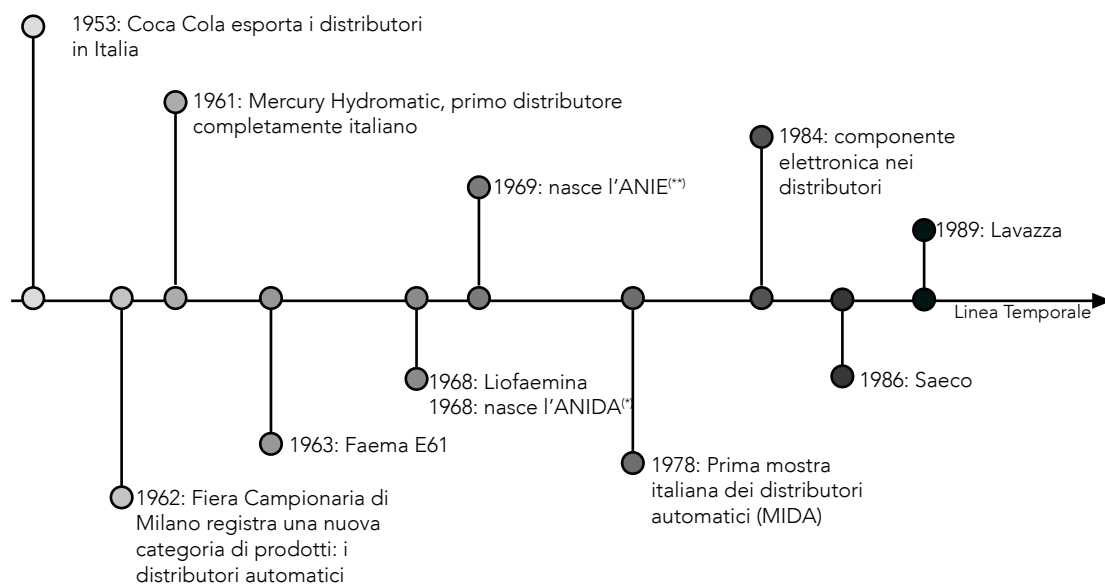 1953: Coca Cola esporta i distributori
in Italia
1961: Mercury Hydromatic, primo distributore
completamente italiano
1984: componente
elettronica nei
distributori
1969: nasce l'ANIE(**)
1989: Lavazza
Linea Temporale
1968: Liofaemina
1968: nasce l'ANIDA(*)
1986: Saeco
1963: Faema E61
1978: Prima mostra
italiana dei distributori
automatici (MIDA)
1962: Fiera Campionaria di
Milano registra una nuova
categoria di prodotti: i
distributori automatici